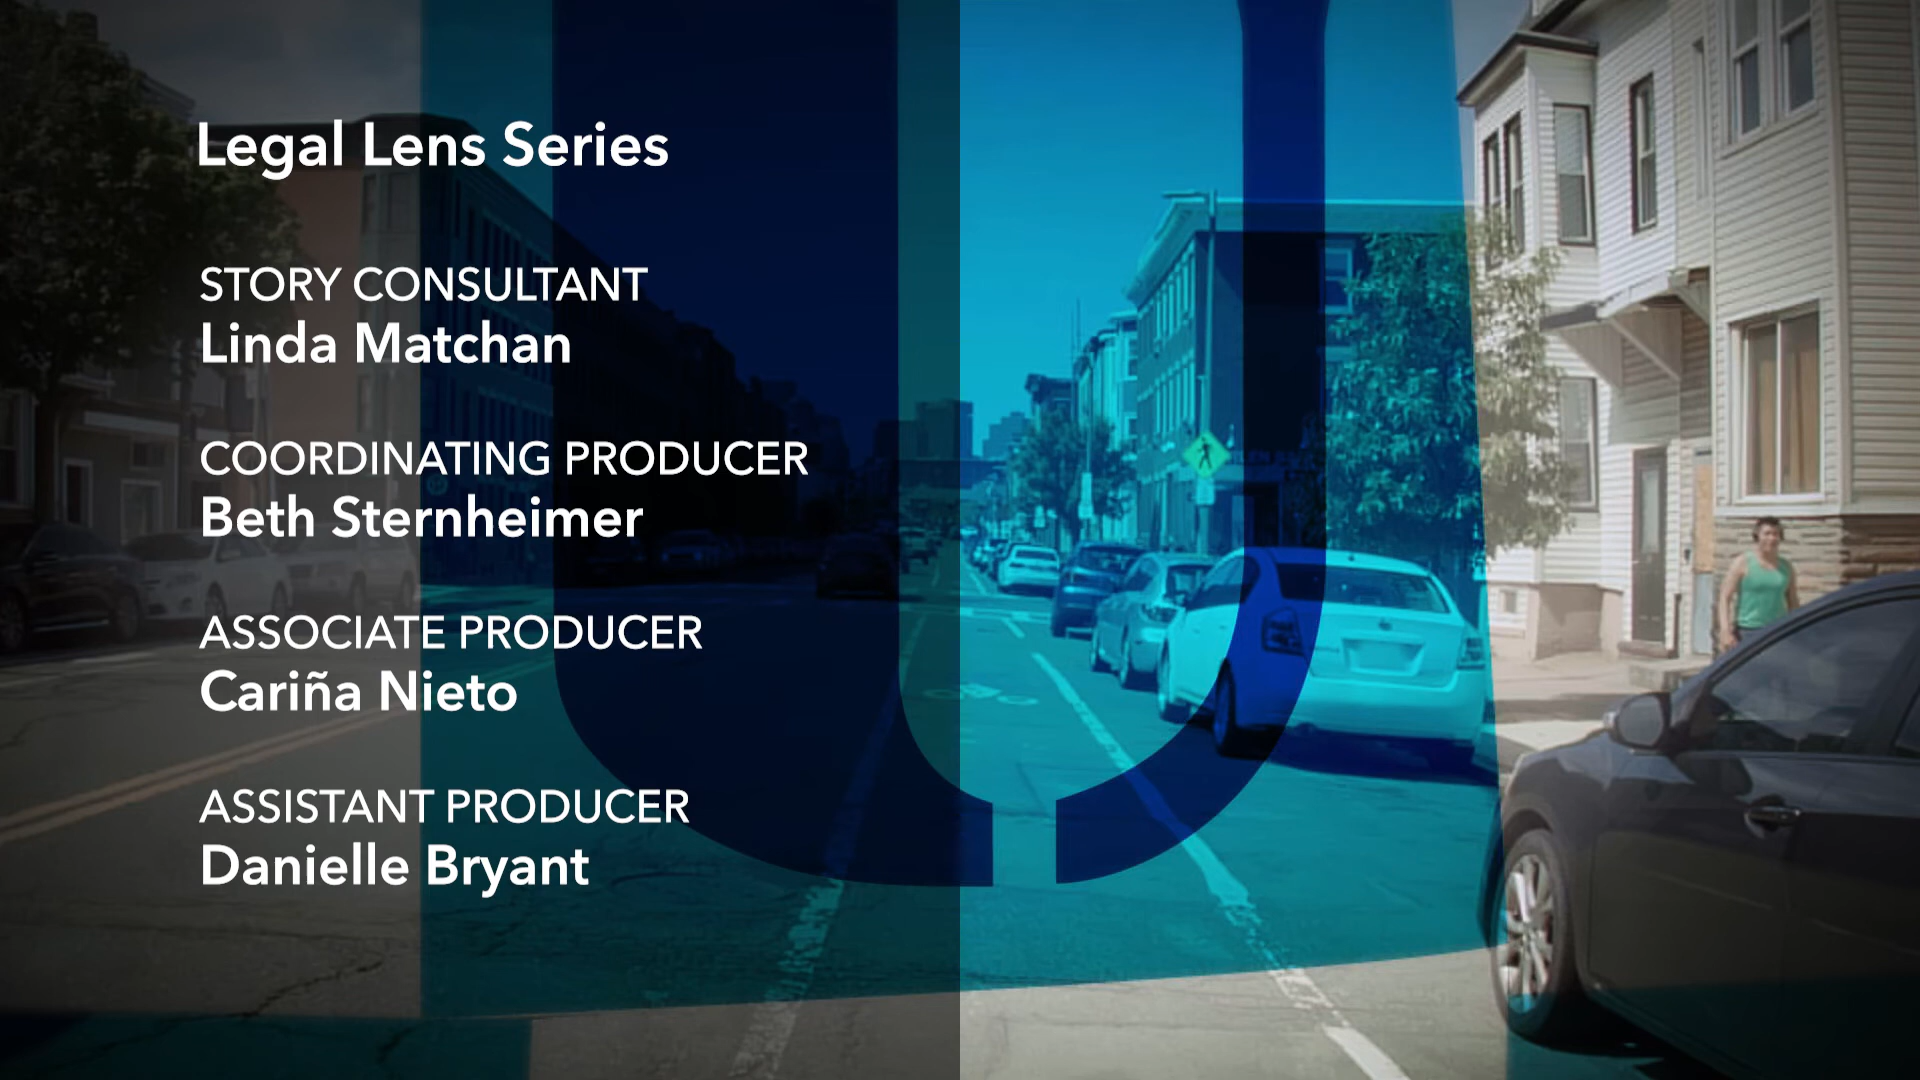 Legal Lens Series
STORY CONSULTANT
Linda Matchan
COORDINATING PRODUCER
Beth Sternheimer
ASSOCIATE PRODUCER
Cariña Nieto
ASSISTANT PRODUCER
Danielle Bryant